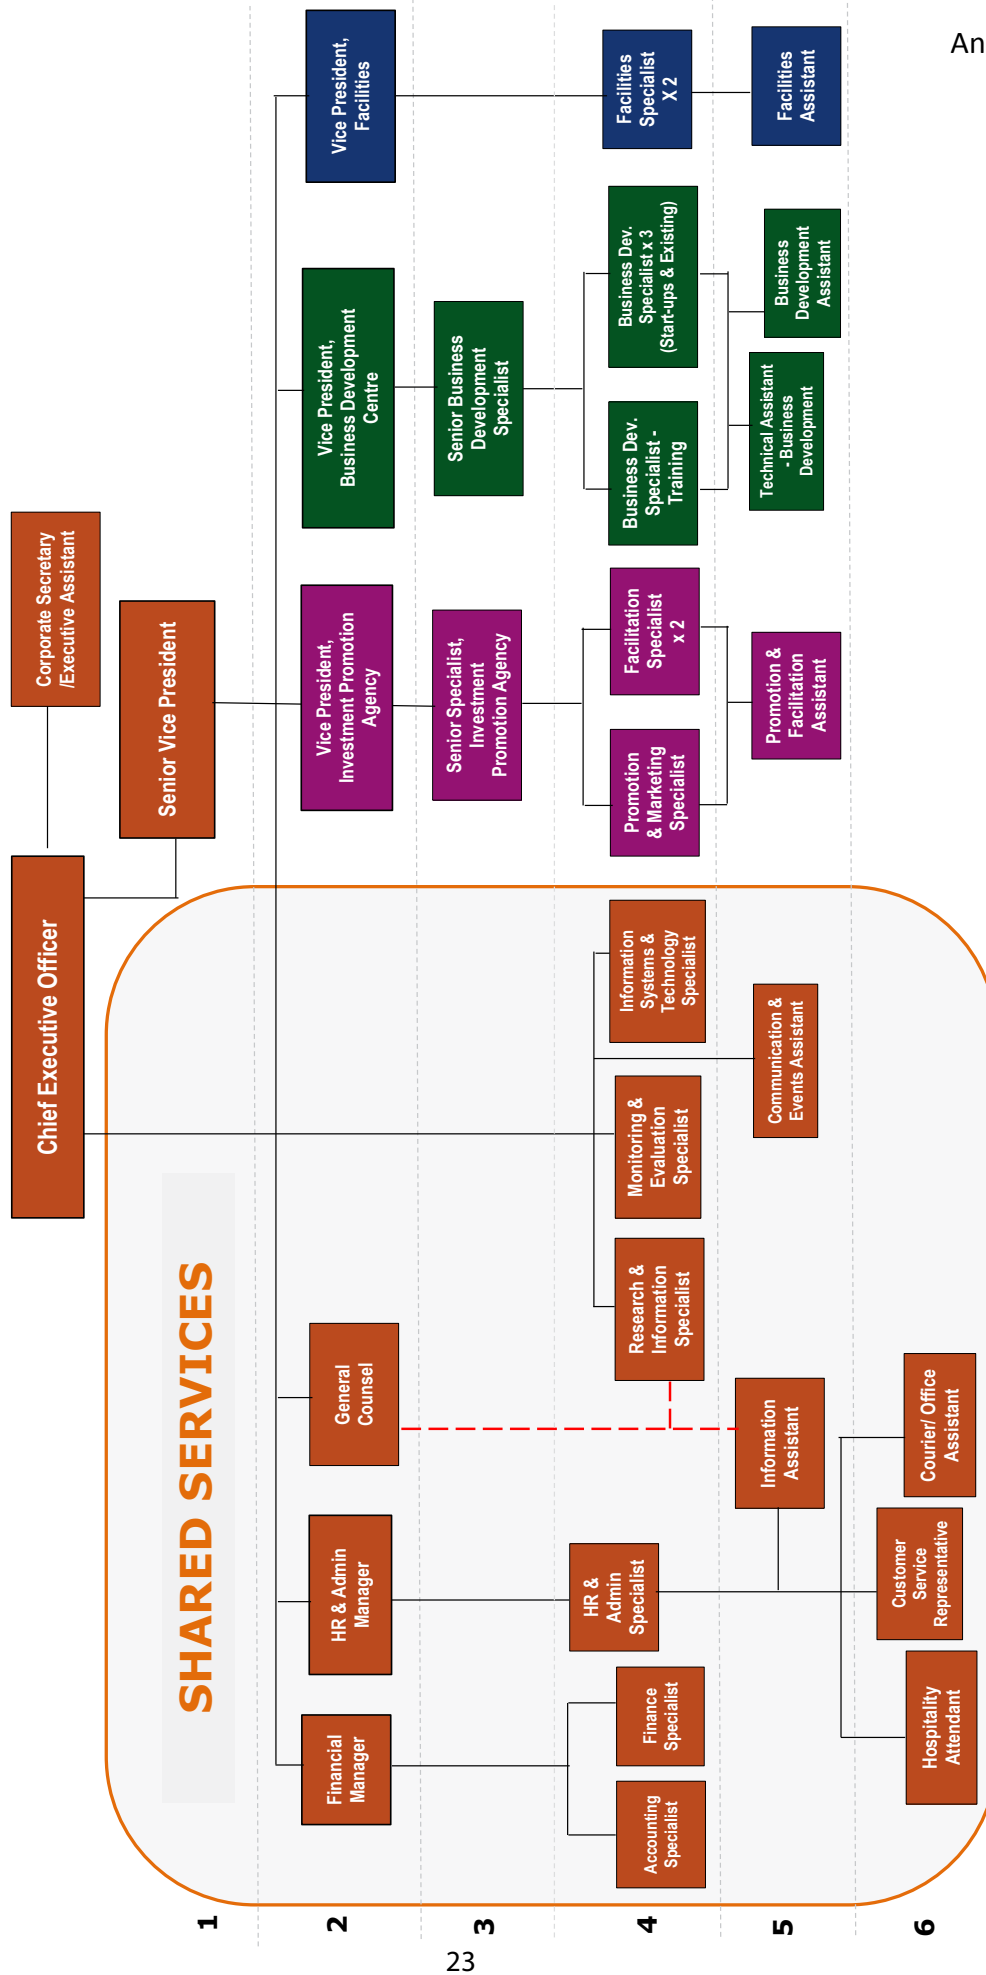 Chief Executive Officer
Corporate Secretary
/Executive Assistant
Senior Vice President
SHARED SERVICES
1
2
Financial
Manager
HR & Admin
Manager
General
Counsel
Vice President,
Investment Promotion
Agency
Vice President,
Business Development
Centre
Vice President,
Facilities
3
Senior Specialist,
Investment
Promotion Agency
Senior Business
Development
Specialist
4
Accounting
Specialist
Finance
Specialist
HR &
Admin
Specialist
Research &
Information
Specialist
Monitoring &
Evaluation
Specialist
Information
Systems &
Technology
Specialist
Promotion
& Marketing
Specialist
Facilitation
Specialist
x 2
Business Dev.
Specialist -
Training
Business Dev.
Specialist x 3
(Start-ups & Existing)
Facilities
Specialist
X 2
5
Information
Assistant
Communication &
Events Assistant
Promotion &
Facilitation
Assistant
Technical Assistant
- Business
Development
Business
Development
Assistant
Facilities
Assistant
6
Hospitality
Attendant
Customer
Service
Representative
Courier/ Office
Assistant
An
23